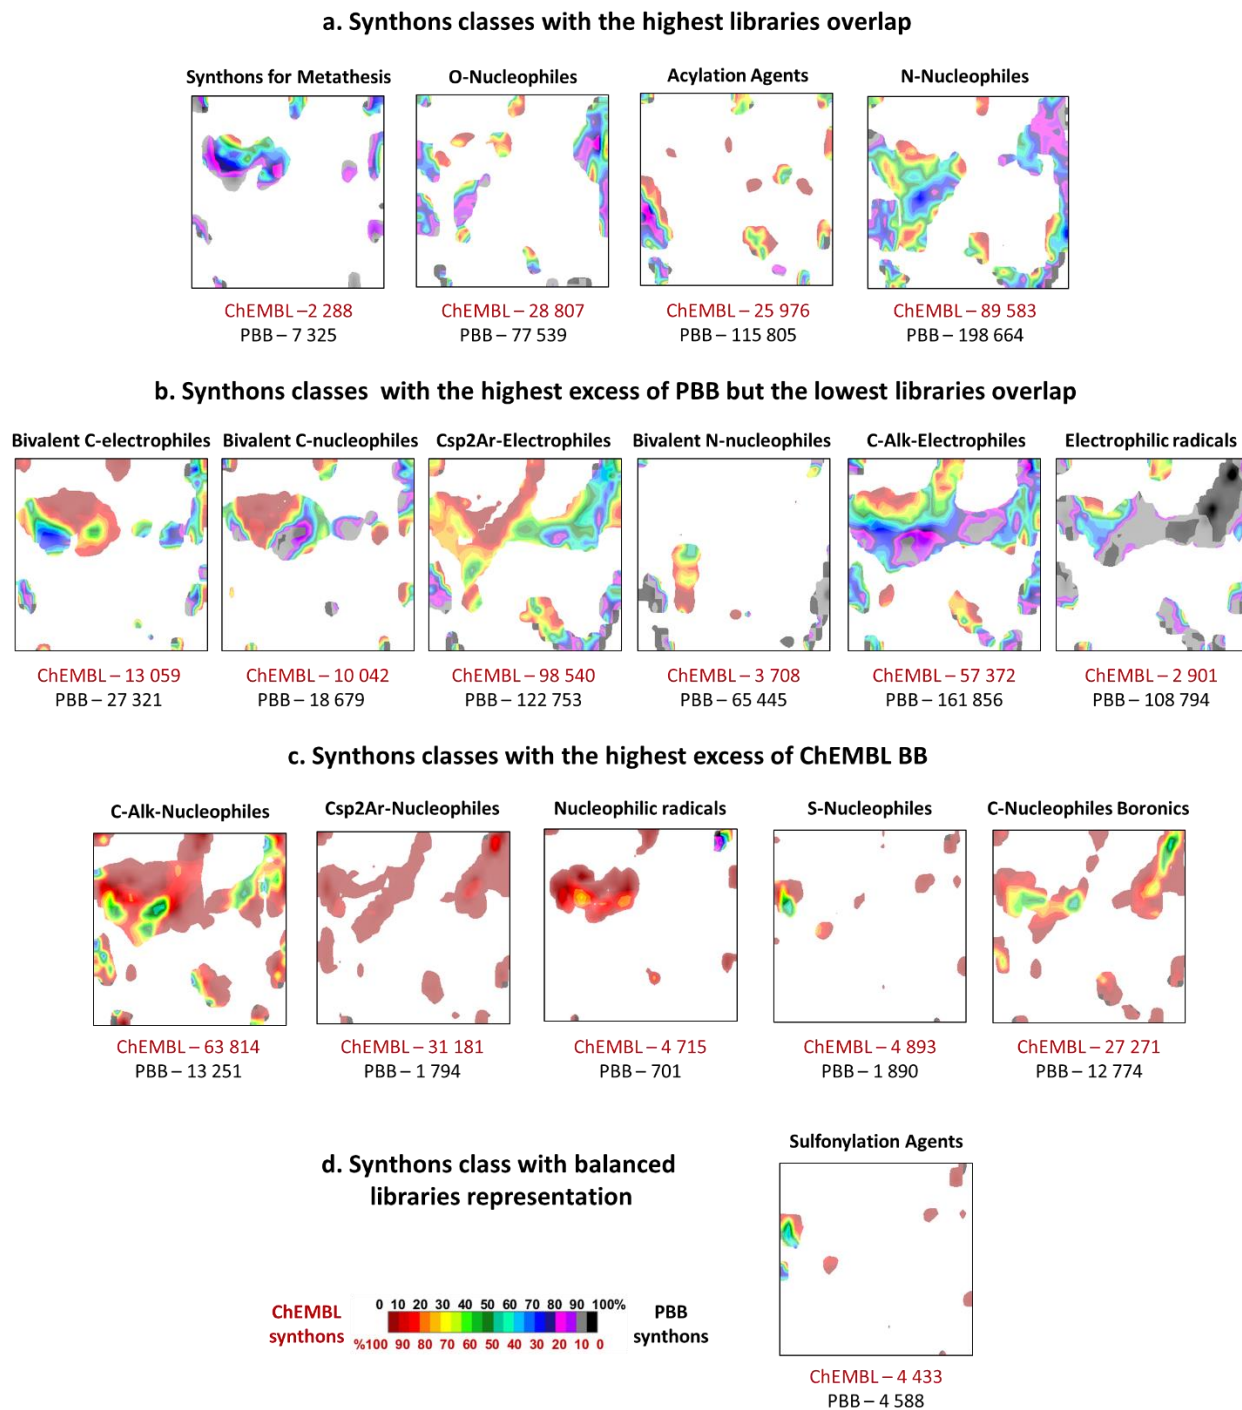 a. Synthons classes with the highest libraries overlap
Synthons for Metathesis
O-Nucleophiles
Acylation Agents
N-Nucleophiles
ChEMBL –2 288
PBB – 7 325
ChEMBL – 28 807
PBB – 77 539
ChEMBL – 25 976
PBB – 115 805
ChEMBL – 89 583
PBB – 198 664
b. Synthons classes with the highest excess of PBB but the lowest libraries overlap
Bivalent C-electrophiles
Bivalent C-nucleophiles
Csp2Ar-Electrophiles
Bivalent N-nucleophiles
C-Alk-Electrophiles
Electrophilic radicals
ChEMBL – 13 059
PBB – 27 321
ChEMBL – 10 042
PBB – 18 679
ChEMBL – 98 540
PBB – 122 753
ChEMBL – 3 708
PBB – 65 445
ChEMBL – 57 372
PBB – 161 856
ChEMBL – 2 901
PBB – 108 794
c. Synthons classes with the highest excess of ChEMBL BB
C-Alk-Nucleophiles
Csp2Ar-Nucleophiles
Nucleophilic radicals
S-Nucleophiles
C-Nucleophiles Boronics
ChEMBL – 63 814
PBB – 13 251
ChEMBL – 31 181
PBB – 1 794
ChEMBL – 4 715
PBB – 701
ChEMBL – 4 893
PBB – 1 890
ChEMBL – 27 271
PBB – 12 774
d. Synthons class with balanced
libraries representation
Sulfonylation Agents
ChEMBL – 4 433
PBB – 4 588
ChEMBL
synthons
0 10 20 30 40 50 60 70 80 90 100%
%100 90 80 70 60 50 40 30 20 10 0
PBB
synthons